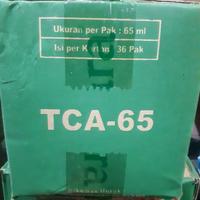 Ukuran per Pak : 65 ml
Isi per Karton : 36 Pak
TCA-65